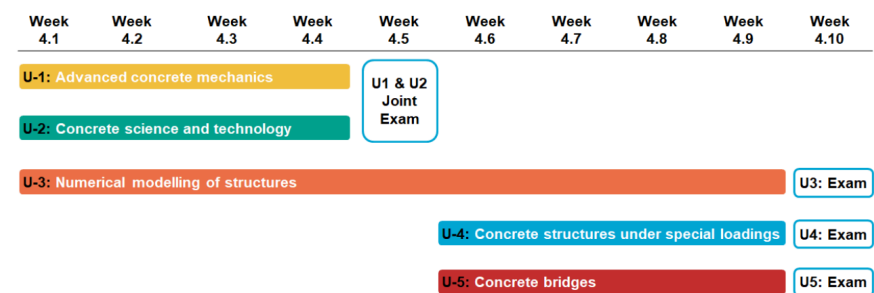 Week Week Week Week Week Week Week Week Week Week
4.1 4.2 4.3 4.4 4.5 4.6 4.7 4.8 4.9 4.10
U-1: Advanced concrete mechanics
U1 & U2
Joint
Exam
U-2: Concrete science and technology
U-3: Numerical modelling of structures
U3: Exam
U-4: Concrete structures under special loadings
U4: Exam
U-5: Concrete bridges
U5: Exam